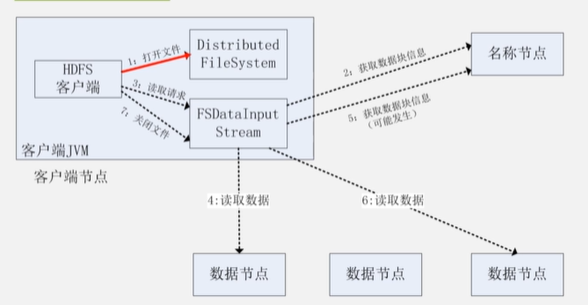 Distributed
FileSystem
HDFS
客户端
1: 打开文件
3: 读取请求
7: 关闭文件
FSDataInput
Stream
2: 获取数据块信息
名称节点
5: 获取数据块信息
(可能发生)
客户端JVM
客户端节点
4:读取数据
6:读取数据
数据节点
数据节点
数据节点